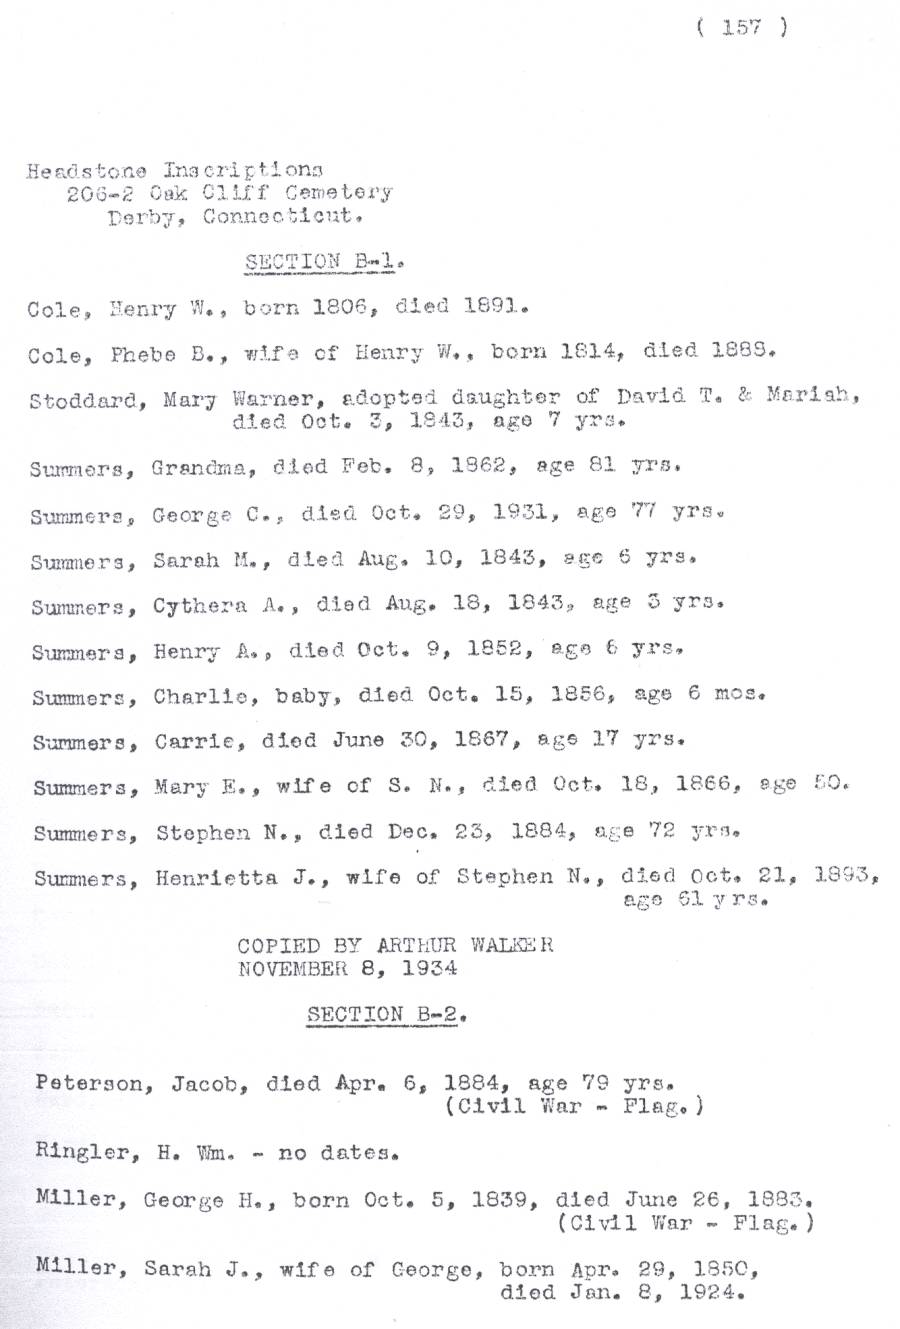 ( 157 )
Headstone Inscriptions
206-2 Oak Cliff Cemetery
Derby, Connecticut.
SECTION B-1.
Cole, Henry W., born 1806, died 1891.
Cole, Phebe B., wife of Henry W., born 1814, died 1888.
Stoddard, Mary Warner, adopted daughter of David T. & Mariah,
died Oct. 3, 1843, age 7 yrs.
Summers, Grandma, died Feb. 8, 1862, age 81 yrs.
Summers, George C., died Oct. 29, 1931, age 77 yrs.
Summers, Sarah M., died Aug. 10, 1843, age 6 yrs.
Summers, Cythera A., died Aug. 18, 1843, age 3 yrs.
Summers, Henry A., died Oct. 9, 1852, age 6 yrs.
Summers, Charlie, baby, died Oct. 15, 1856, age 6 mos.
Summers, Carrie, died June 30, 1867, age 17 yrs.
Summers, Mary E., wife of S. N., died Oct. 18, 1866, age 50.
Summers, Stephen N., died Dec. 23, 1884, age 72 yrs.
Summers, Henrietta J., wife of Stephen N., died Oct. 21, 1893,
age 61 yrs.
COPIED BY ARTHUR WALKER
NOVEMBER 8, 1934
SECTION B-2.
Peterson, Jacob, died Apr. 6, 1884, age 79 yrs.
(Civil War - Flag.)
Ringler, H. Wm. - no dates.
Miller, George H., born Oct. 5, 1839, died June 26, 1883.
(Civil War - Flag.)
Miller, Sarah J., wife of George, born Apr. 29, 1850,
died Jan. 8, 1924.